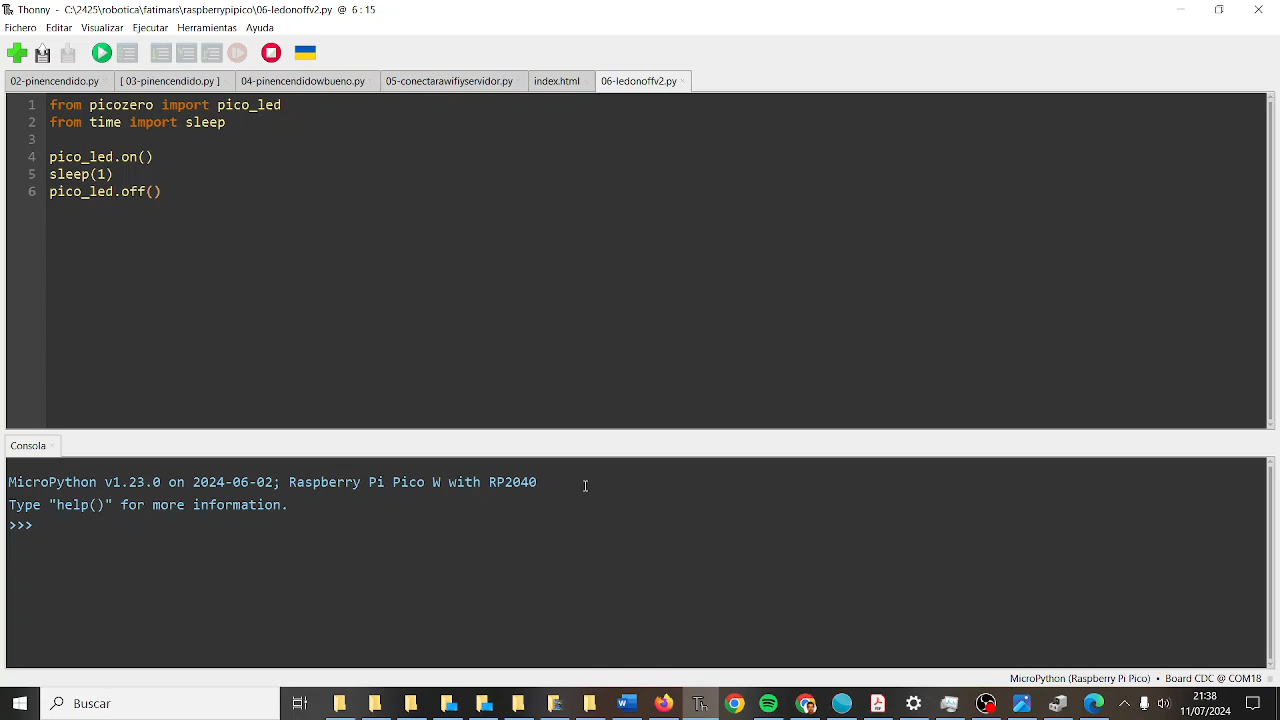 Thonny - C:\2425\robotica\fatimars\raspberrypipico\06-ledonoffv2.py @ 6:15
Fichero Editar Visualizar Ejecutar Herramientas Ayuda
02-pinencendido.py [ 03-pinencendido.py ] 04-pinencendidowbueno.py 05-conectarawifiyservidor.py index.html 06-ledonoffv2.py
1 from picozero import pico_led
2 from time import sleep
3
4 pico_led.on()
5 sleep(1)
6 pico_led.off()
Consola
MicroPython v1.23.0 on 2024-06-02; Raspberry Pi Pico W with RP2040
Type "help()" for more information.
>>>
MicroPython (Raspberry Pi Pico) • Board CDC @ COM18
Buscar
21:38
11/07/2024